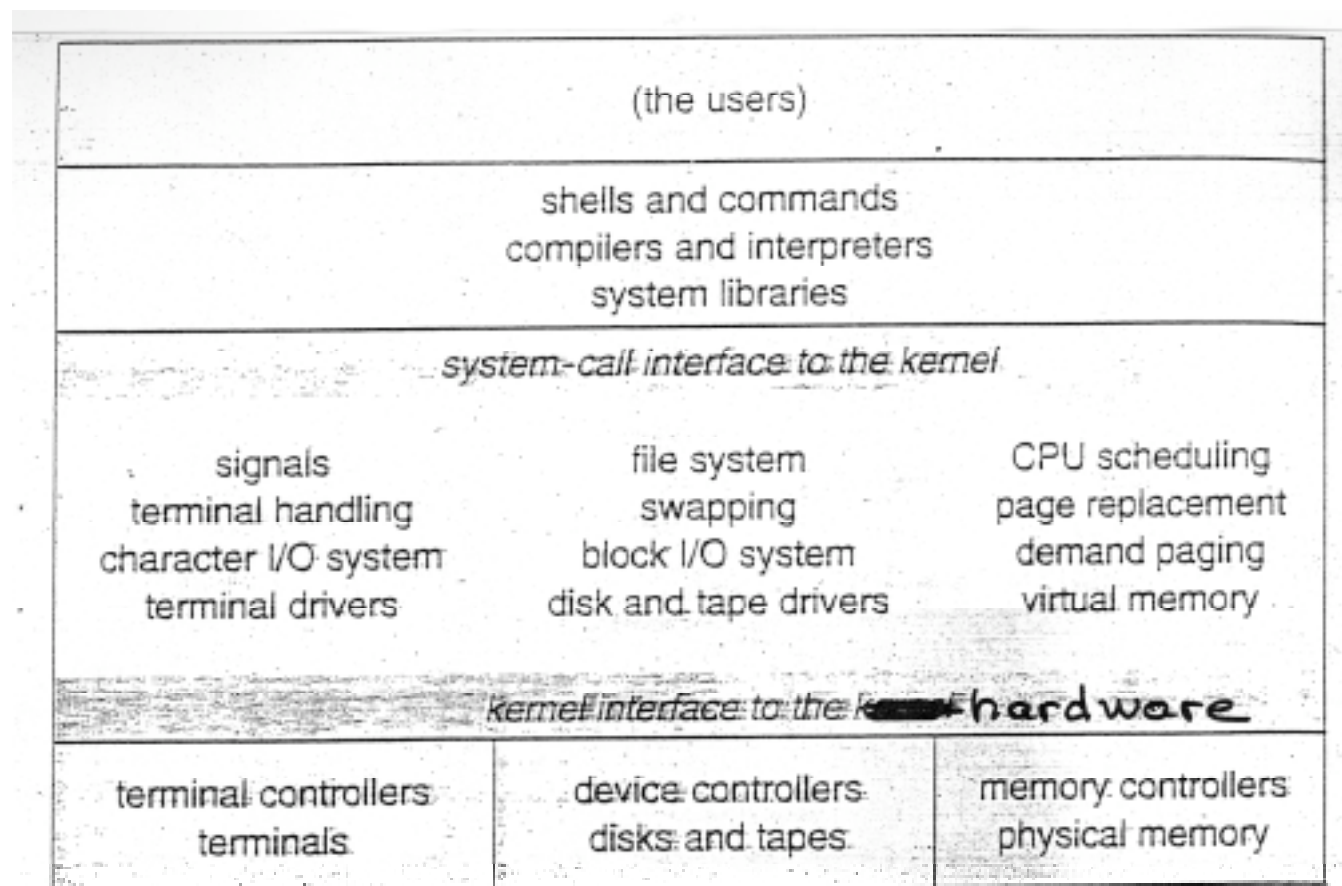 (the users)
shells and commands
compilers and interpreters
system libraries
system-call interface to the kernel
signals
terminal handling
character I/O system
terminal drivers
file system
swapping
block I/O system
disk and tape drivers
CPU scheduling
page replacement
demand paging
virtual memory
kernel interface to the hardware
terminal controllers
terminals
device controllers
disks and tapes
memory controllers
physical memory